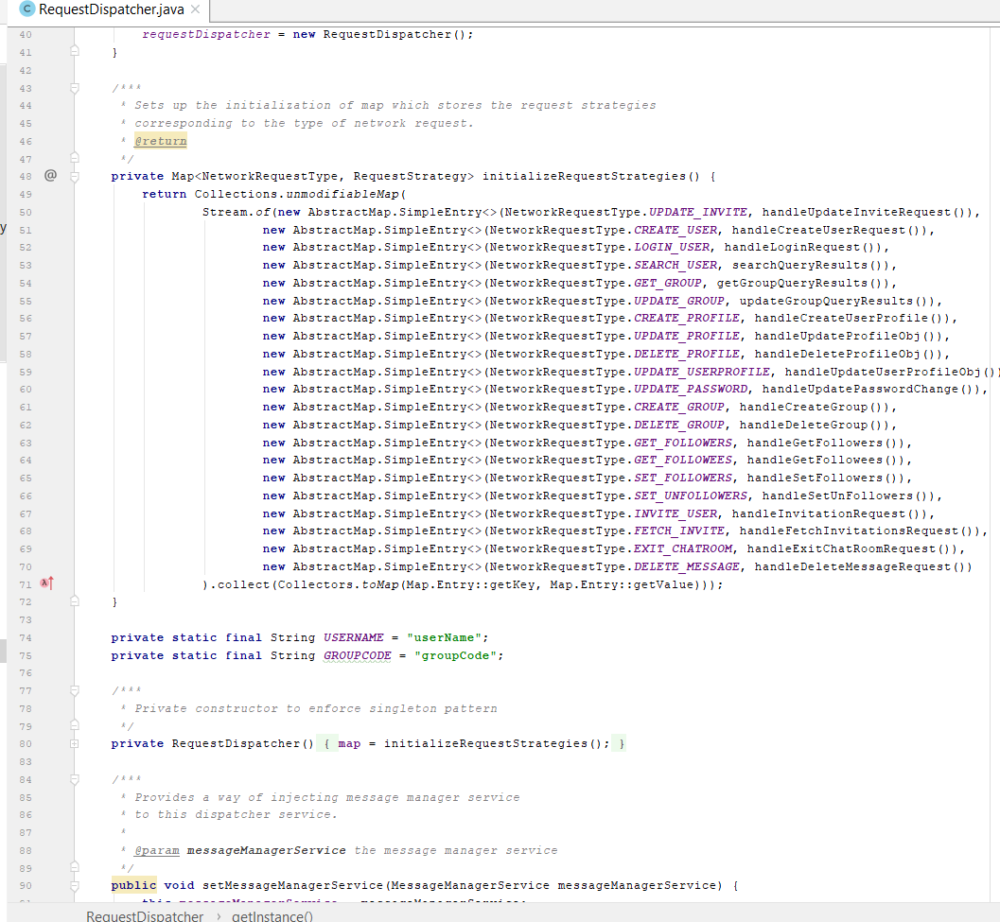 RequestDispatcher.java
40 requestDispatcher = new RequestDispatcher();
41 }
42
43 /***
44 * Sets up the initialization of map which stores the request strategies
45 * corresponding to the type of network request.
46 * @return
47 */
48 @ private Map<NetworkRequestType, RequestStrategy> initializeRequestStrategies() {
49 return Collections.unmodifiableMap(
50 Stream.of(new AbstractMap.SimpleEntry<>(NetworkRequestType.UPDATE_INVITE, handleUpdateInviteRequest()),
51 new AbstractMap.SimpleEntry<>(NetworkRequestType.CREATE_USER, handleCreateUserRequest()),
52 new AbstractMap.SimpleEntry<>(NetworkRequestType.LOGIN_USER, handleLoginRequest()),
53 new AbstractMap.SimpleEntry<>(NetworkRequestType.SEARCH_USER, searchQueryResults()),
54 new AbstractMap.SimpleEntry<>(NetworkRequestType.GET_GROUP, getGroupQueryResults()),
55 new AbstractMap.SimpleEntry<>(NetworkRequestType.UPDATE_GROUP, updateGroupQueryResults()),
56 new AbstractMap.SimpleEntry<>(NetworkRequestType.CREATE_PROFILE, handleCreateUserProfile()),
57 new AbstractMap.SimpleEntry<>(NetworkRequestType.UPDATE_PROFILE, handleUpdateProfileObj()),
58 new AbstractMap.SimpleEntry<>(NetworkRequestType.DELETE_PROFILE, handleDeleteProfileObj()),
59 new AbstractMap.SimpleEntry<>(NetworkRequestType.UPDATE_USERPROFILE, handleUpdateUserProfileObj())
60 new AbstractMap.SimpleEntry<>(NetworkRequestType.UPDATE_PASSWORD, handleUpdatePasswordChange()),
61 new AbstractMap.SimpleEntry<>(NetworkRequestType.CREATE_GROUP, handleCreateGroup()),
62 new AbstractMap.SimpleEntry<>(NetworkRequestType.DELETE_GROUP, handleDeleteGroup()),
63 new AbstractMap.SimpleEntry<>(NetworkRequestType.GET_FOLLOWERS, handleGetFollowers()),
64 new AbstractMap.SimpleEntry<>(NetworkRequestType.GET_FOLLOWEES, handleGetFollowees()),
65 new AbstractMap.SimpleEntry<>(NetworkRequestType.SET_FOLLOWERS, handleSetFollowers()),
66 new AbstractMap.SimpleEntry<>(NetworkRequestType.SET_UNFOLLOWERS, handleSetUnFollowers()),
67 new AbstractMap.SimpleEntry<>(NetworkRequestType.INVITE_USER, handleInvitationRequest()),
68 new AbstractMap.SimpleEntry<>(NetworkRequestType.FETCH_INVITE, handleFetchInvitationsRequest()),
69 new AbstractMap.SimpleEntry<>(NetworkRequestType.EXIT_CHATROOM, handleExitChatRoomRequest()),
70 new AbstractMap.SimpleEntry<>(NetworkRequestType.DELETE_MESSAGE, handleDeleteMessageRequest())
71 ).collect(Collectors.toMap(Map.Entry::getKey, Map.Entry::getValue)));
72 }
73
74 private static final String USERNAME = "userName";
75 private static final String GROUPCODE = "groupCode";
76
77 /***
78 * Private constructor to enforce singleton pattern
79 */
80 private RequestDispatcher() { map = initializeRequestStrategies(); }
83
84 /***
85 * Provides a way of injecting message manager service
86 * to this dispatcher service.
87 *
88 * @param messageManagerService the message manager service
89 */
90 public void setMessageManagerService(MessageManagerService messageManagerService) {
RequestDispatcher › getInstance()